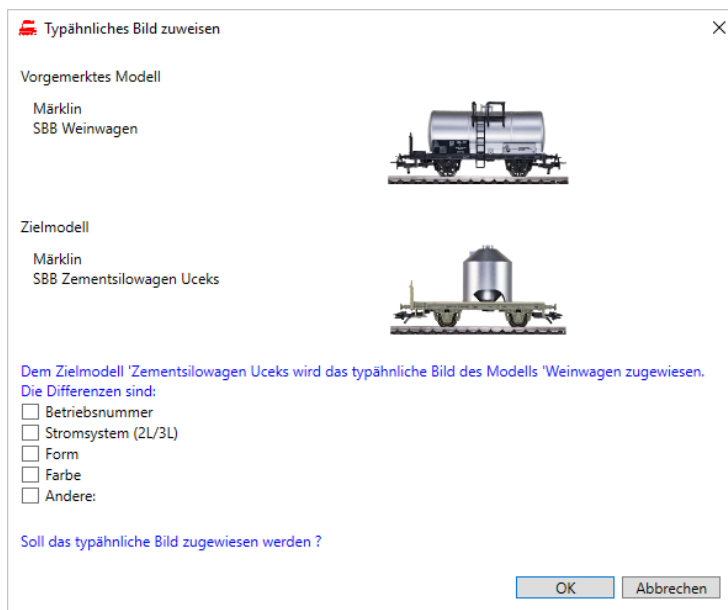 Typähnliches Bild zuweisen
Vorgemerktes Modell
Märklin
SBB Weinwagen
Zielmodell
Märklin
SBB Zementsilowagen Uceks
Dem Zielmodell 'Zementsilowagen Uceks wird das typähnliche Bild des Modells 'Weinwagen zugewiesen.
Die Differenzen sind:
Betriebsnummer
Stromsystem (2L/3L)
Form
Farbe
Andere:
Soll das typähnliche Bild zugewiesen werden ?
OK Abbrechen